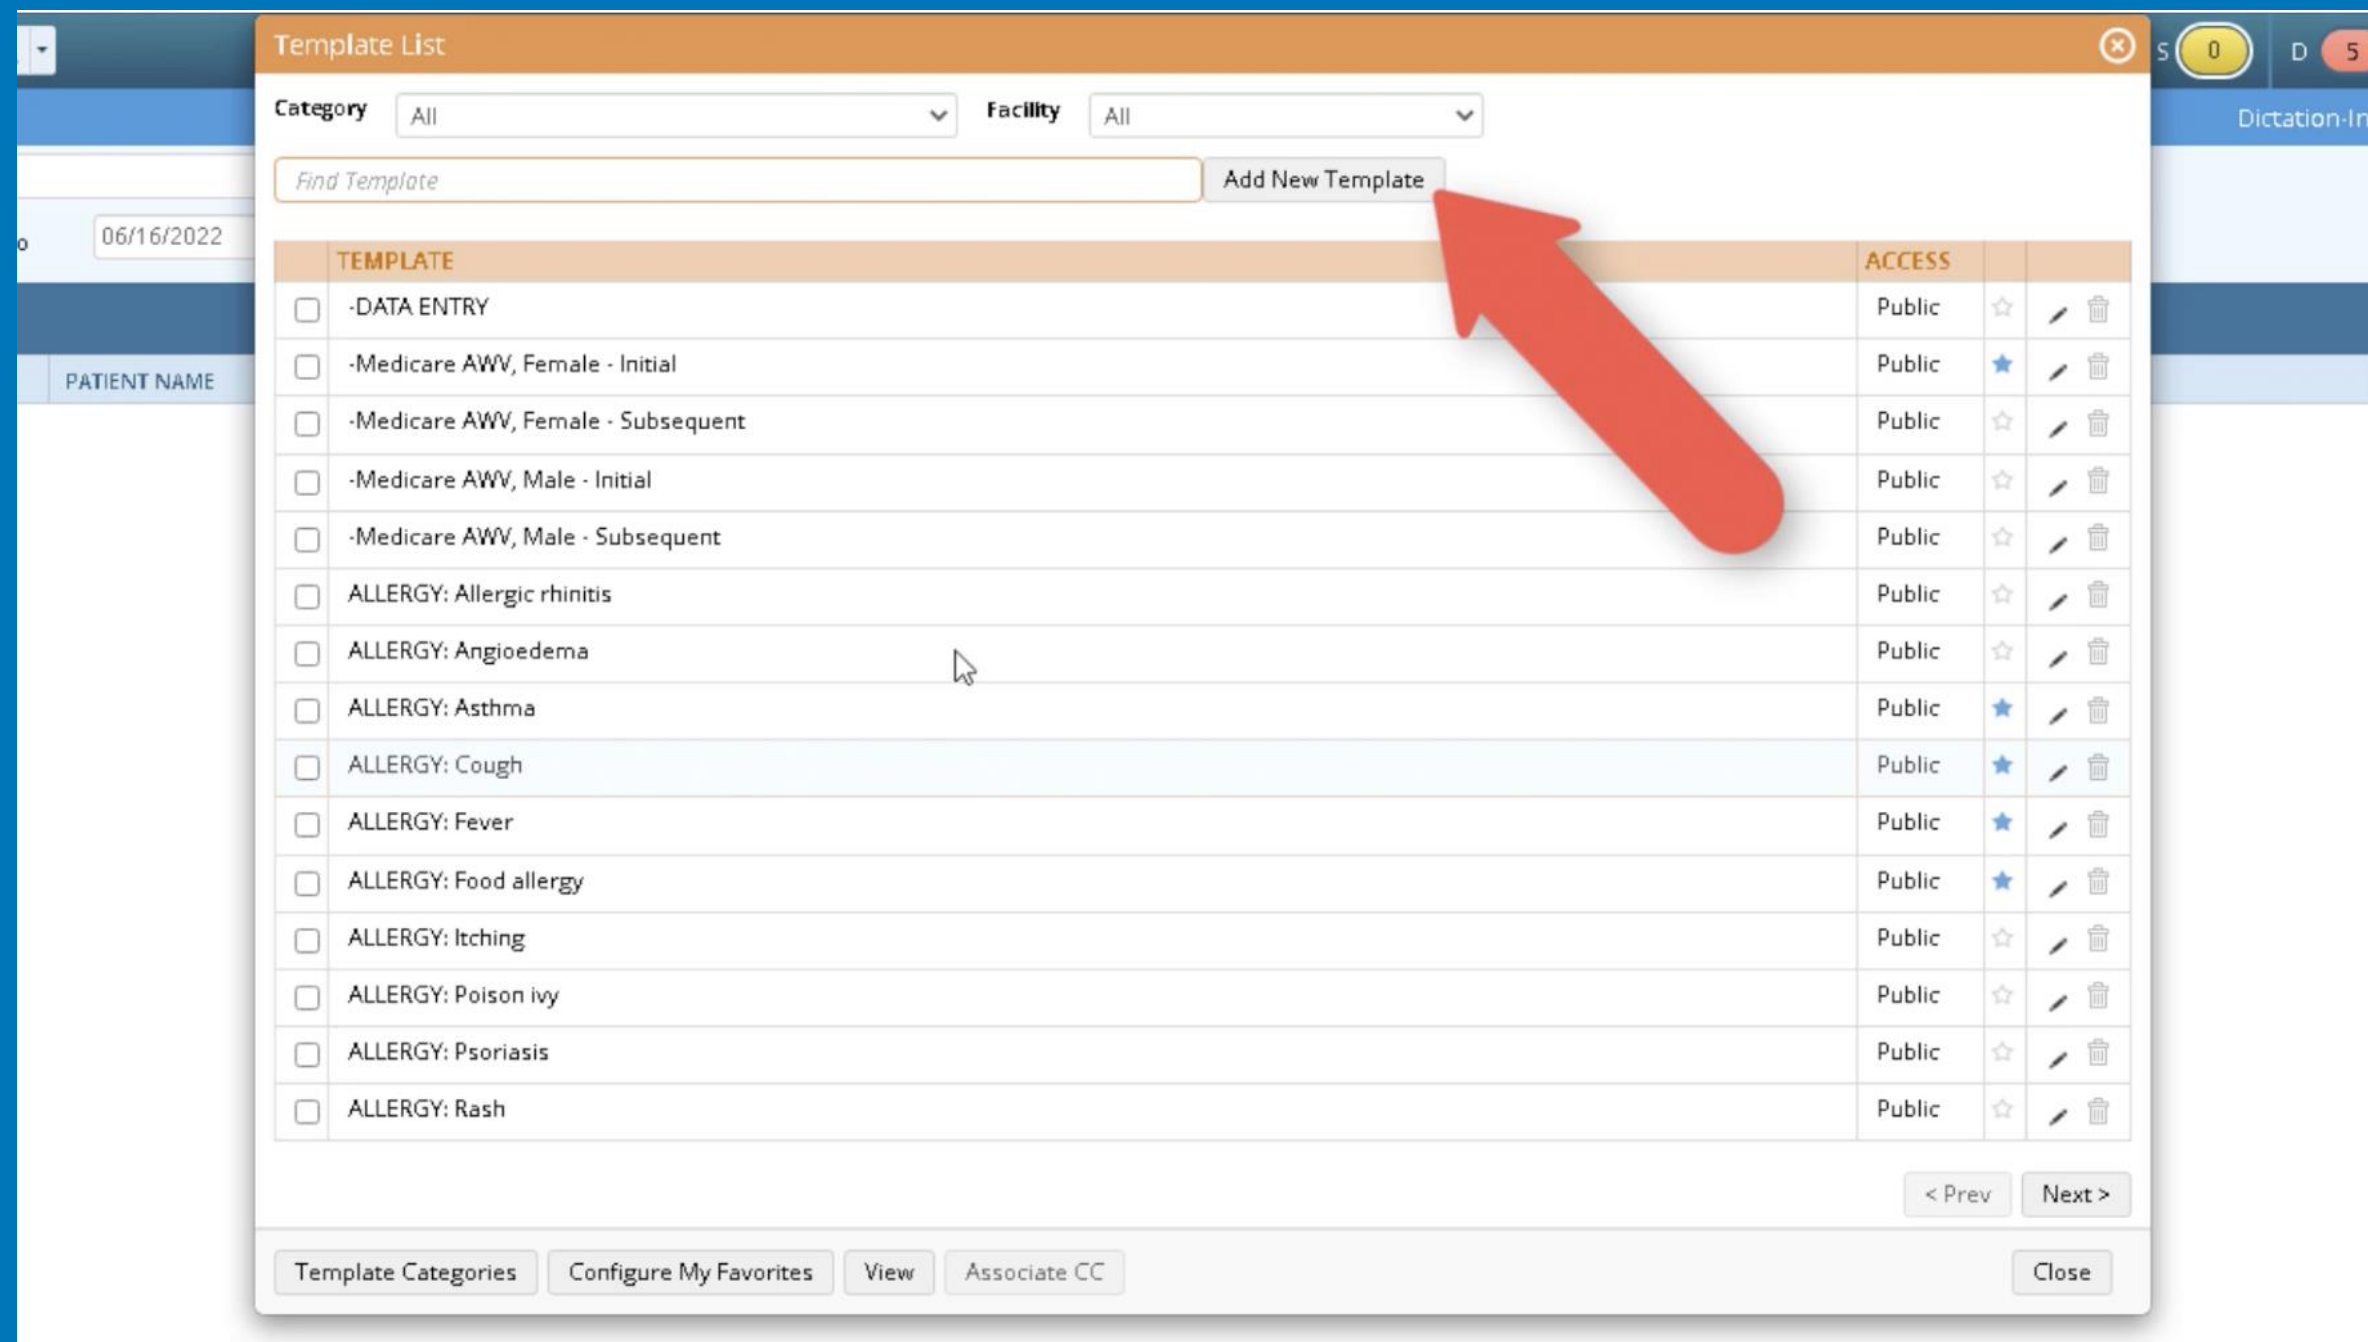 Template List
S 0 D 5
Category All Facility All
Dictation-In
Find Template Add New Template
o 06/16/2022
TEMPLATE ACCESS
-DATA ENTRY Public
-Medicare AWV, Female - Initial Public
PATIENT NAME
-Medicare AWV, Female - Subsequent Public
-Medicare AWV, Male - Initial Public
-Medicare AWV, Male - Subsequent Public
ALLERGY: Allergic rhinitis Public
ALLERGY: Angioedema Public
ALLERGY: Asthma Public
ALLERGY: Cough Public
ALLERGY: Fever Public
ALLERGY: Food allergy Public
ALLERGY: Itching Public
ALLERGY: Poison ivy Public
ALLERGY: Psoriasis Public
ALLERGY: Rash Public
< Prev Next >
Template Categories Configure My Favorites View Associate CC Close